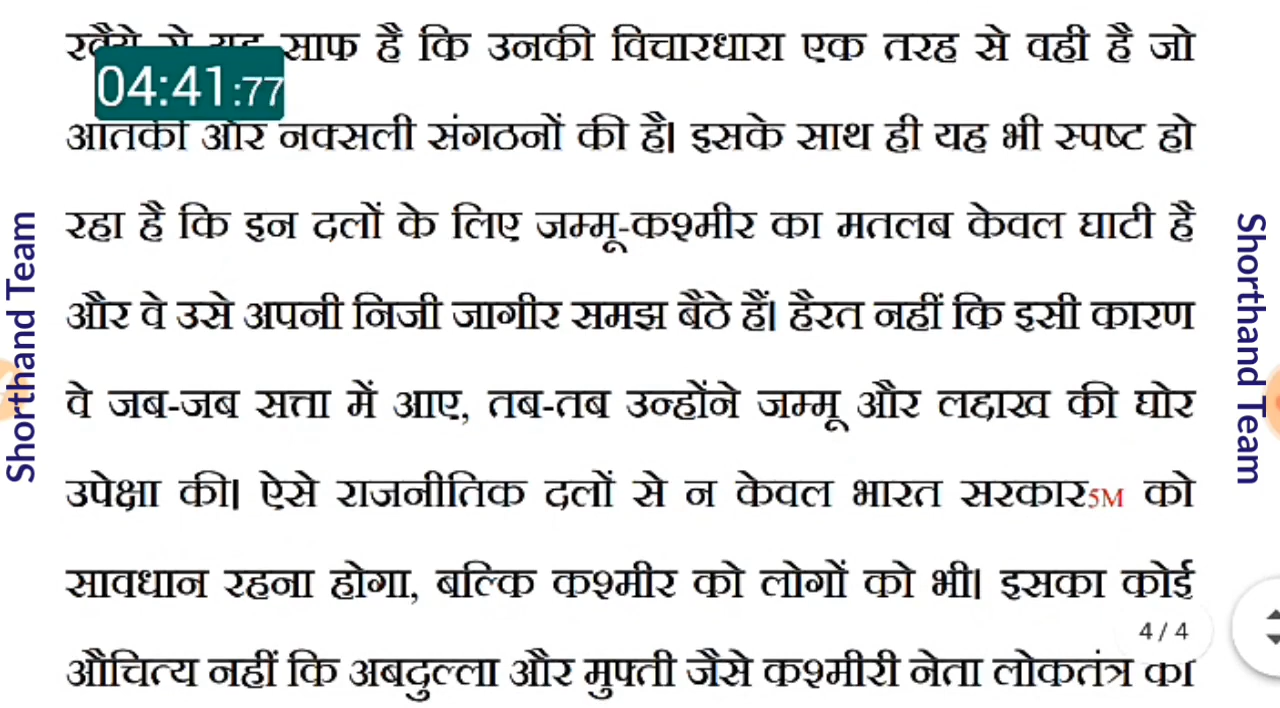 रवैये से यह साफ है कि उनकी विचारधारा एक तरह से वही है जो
04:41:77
आतंकी और नक्सली संगठनों की है। इसके साथ ही यह भी स्पष्ट हो
रहा है कि इन दलों के लिए जम्मू-कश्मीर का मतलब केवल घाटी है
और वे उसे अपनी निजी जागीर समझ बैठे हैं। हैरत नहीं कि इसी कारण
वे जब-जब सत्ता में आए, तब-तब उन्होंने जम्मू और लद्दाख की घोर
उपेक्षा की। ऐसे राजनीतिक दलों से न केवल भारत सरकार5M को
सावधान रहना होगा, बल्कि कश्मीर को लोगों को भी। इसका कोई
4/4
औचित्य नहीं कि अबदुल्ला और मुफ्ती जैसे कश्मीरी नेता लोकतंत्र का
Shorthand Team
Shorthand Team